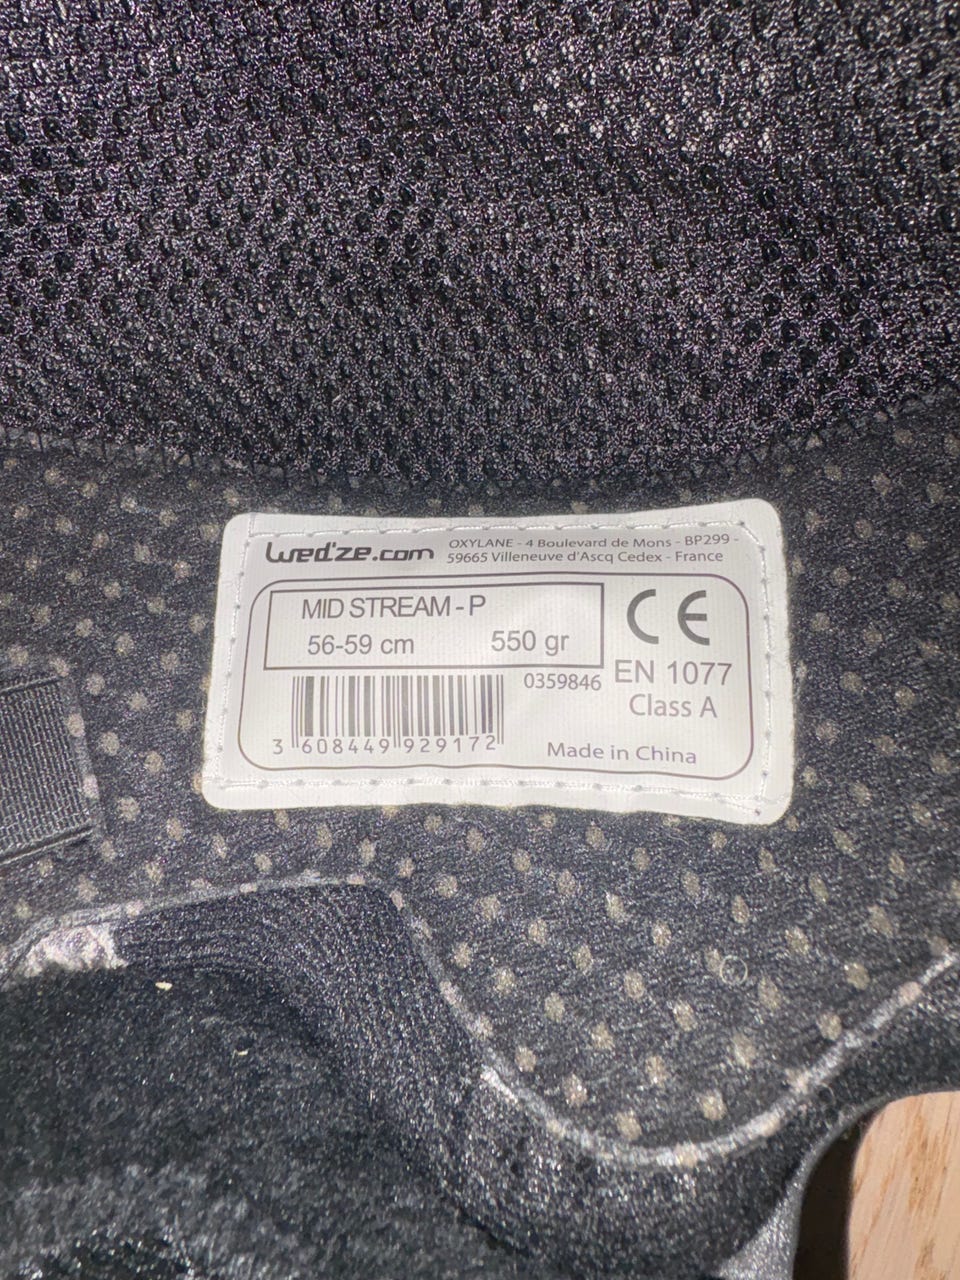 Wed'ze.com
OXYLANE - 4 Boulevard de Mons - BP299 -
59665 Villeneuve d'Ascq Cedex - France
MID STREAM - P
56-59 cm 550 gr
CE
EN 1077
Class A
0359846
3 608449 929172
Made in China